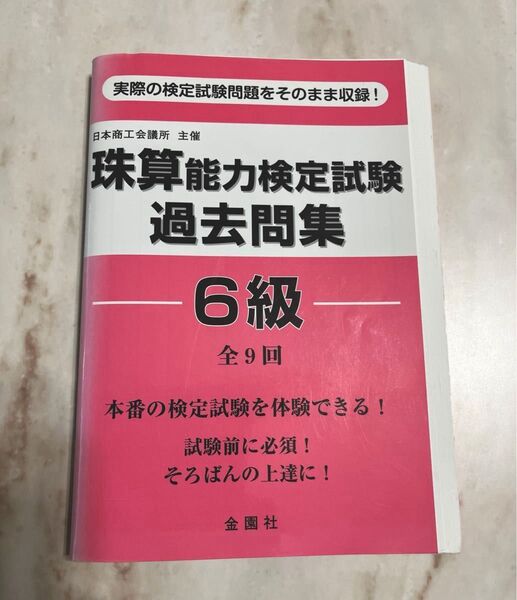 実際の検定試験問題をそのまま収録！
日本商工会議所 主催
珠算能力検定試験
過去問集
6級
全9回
本番の検定試験を体験できる！
試験前に必須！
そろばんの上達に！
金園社